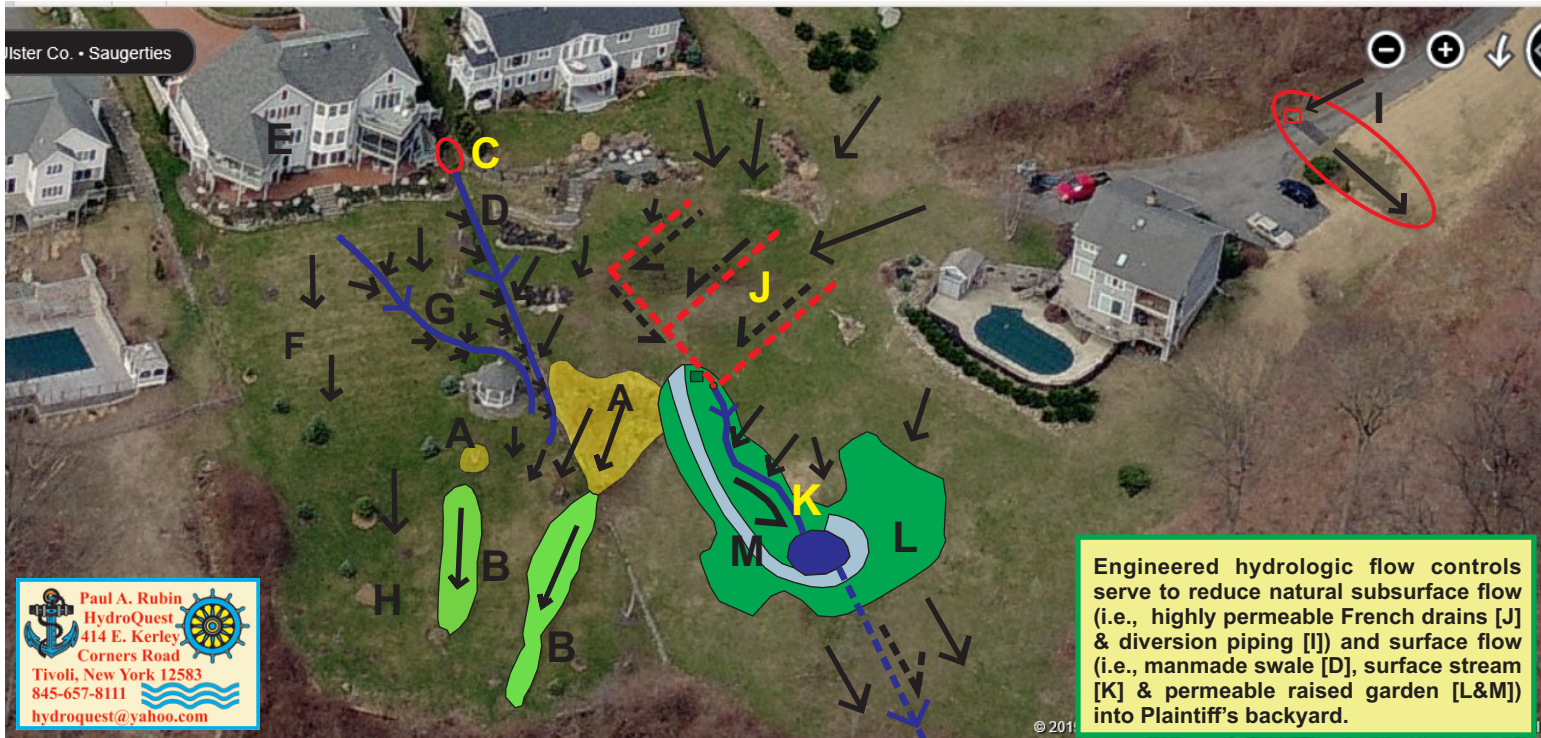 Ulster Co. • Saugerties
E
C
D
I
G
F
J
A
A
K
M
L
B
H
B
Paul A. Rubin
HydroQuest
414 E. Kerley
Corners Road
Tivoli, New York 12583
845-657-8111
hydroquest@yahoo.com
Engineered hydrologic flow controls
serve to reduce natural subsurface flow
(i.e., highly permeable French drains [J]
& diversion piping [I]) and surface flow
(i.e., manmade swale [D], surface stream
[K] & permeable raised garden [L&M])
into Plaintiff's backyard.